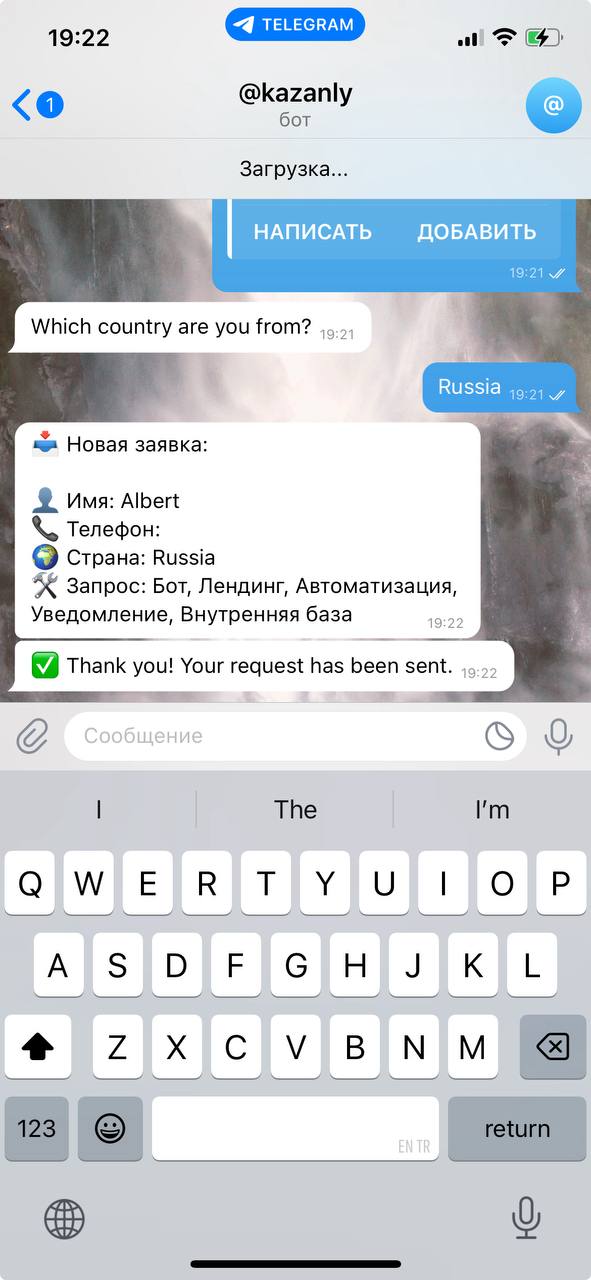 19:22
TELEGRAM
1
@kazanly
бот
@
Загрузка...
НАПИСАТЬ ДОБАВИТЬ
19:21
Which country are you from? 19:21
Russia 19:21
📥 Новая заявка:
👤 Имя: Albert
📞 Телефон:
🌍 Страна: Russia
🛠 Запрос: Бот, Лендинг, Автоматизация,
Уведомление, Внутренняя база 19:22
✅ Thank you! Your request has been sent. 19:22
Сообщение
I The I’m
Q W E R T Y U I O P
A S D F G H J K L
Z X C V B N M
123 EN TR return